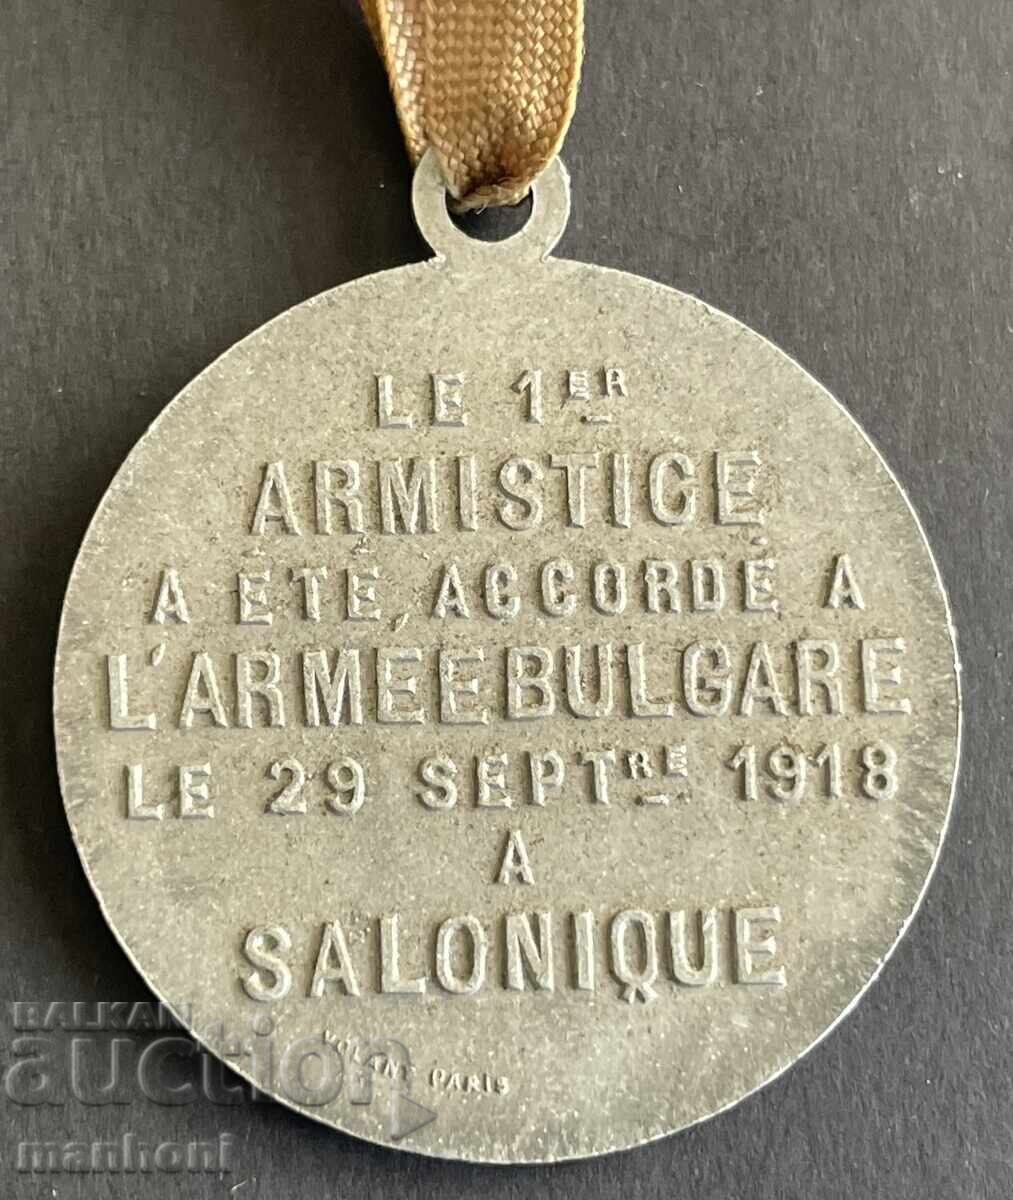 LE 1ER
ARMISTICE
A ÉTÉ ACCORDÉ A
L'ARMÉE BULGARE
LE 29 SEPTRE 1918
A
SALONIQUE
PARIS
BALKAN
auction
manhoni